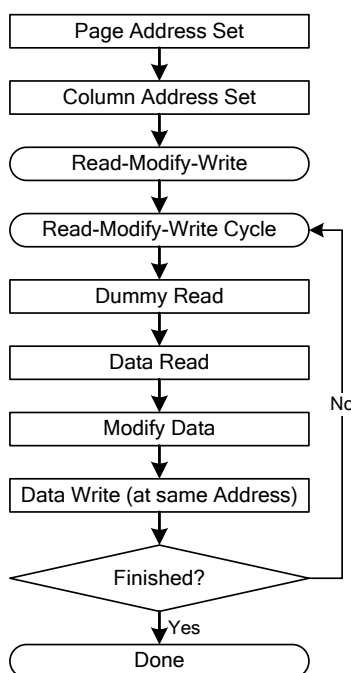 Page Address Set
Column Address Set
Read-Modify-Write
Read-Modify-Write Cycle
Dummy Read
Data Read
No
Modify Data
Data Write (at same Address)
Finished?
Yes
Done